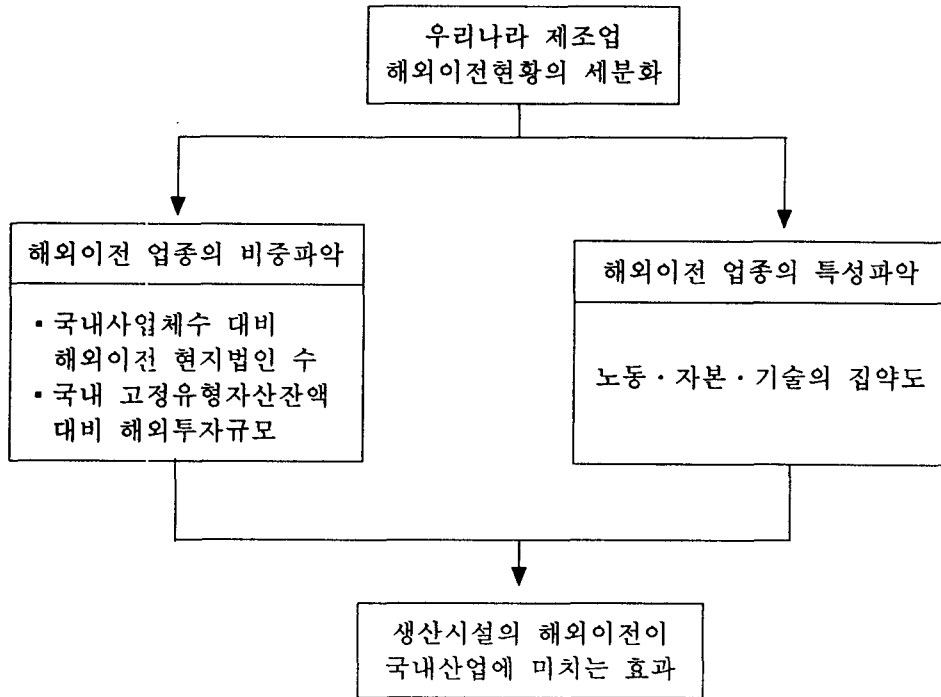 우리나라 제조업
해외이전현황의 세분화
해외이전 업종의 비중파악
▪ 국내사업체수 대비
해외이전 현지법인 수
▪ 국내 고정유형자산잔액
대비 해외투자규모
해외이전 업종의 특성파악
노동·자본·기술의 집약도
생산시설의 해외이전이
국내산업에 미치는 효과